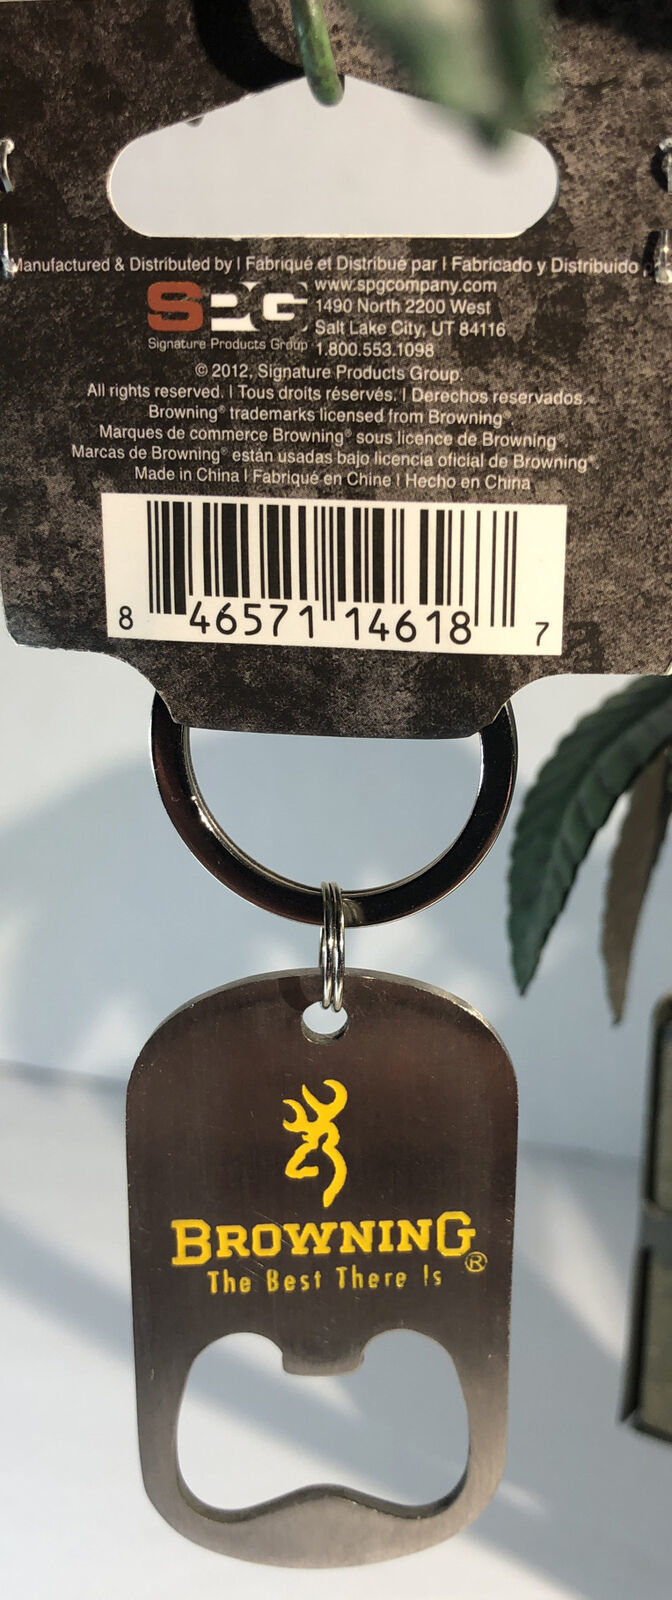 Manufactured & Distributed by | Fabriqué et Distribué par | Fabricado y Distribuido
SPG www.spgcompany.com
1490 North 2200 West
Salt Lake City, UT 84116
Signature Products Group 1.800.553.1098
© 2012, Signature Products Group.
All rights reserved. | Tous droits réservés. | Derechos reservados.
Browning® trademarks licensed from Browning®.
Marques de commerce Browning® sous licence de Browning®.
Marcas de Browning® están usadas bajo licencia oficial de Browning®.
Made in China | Fabriqué en Chine | Hecho en China
8 46571 14618 7
BROWNING®
The Best There Is